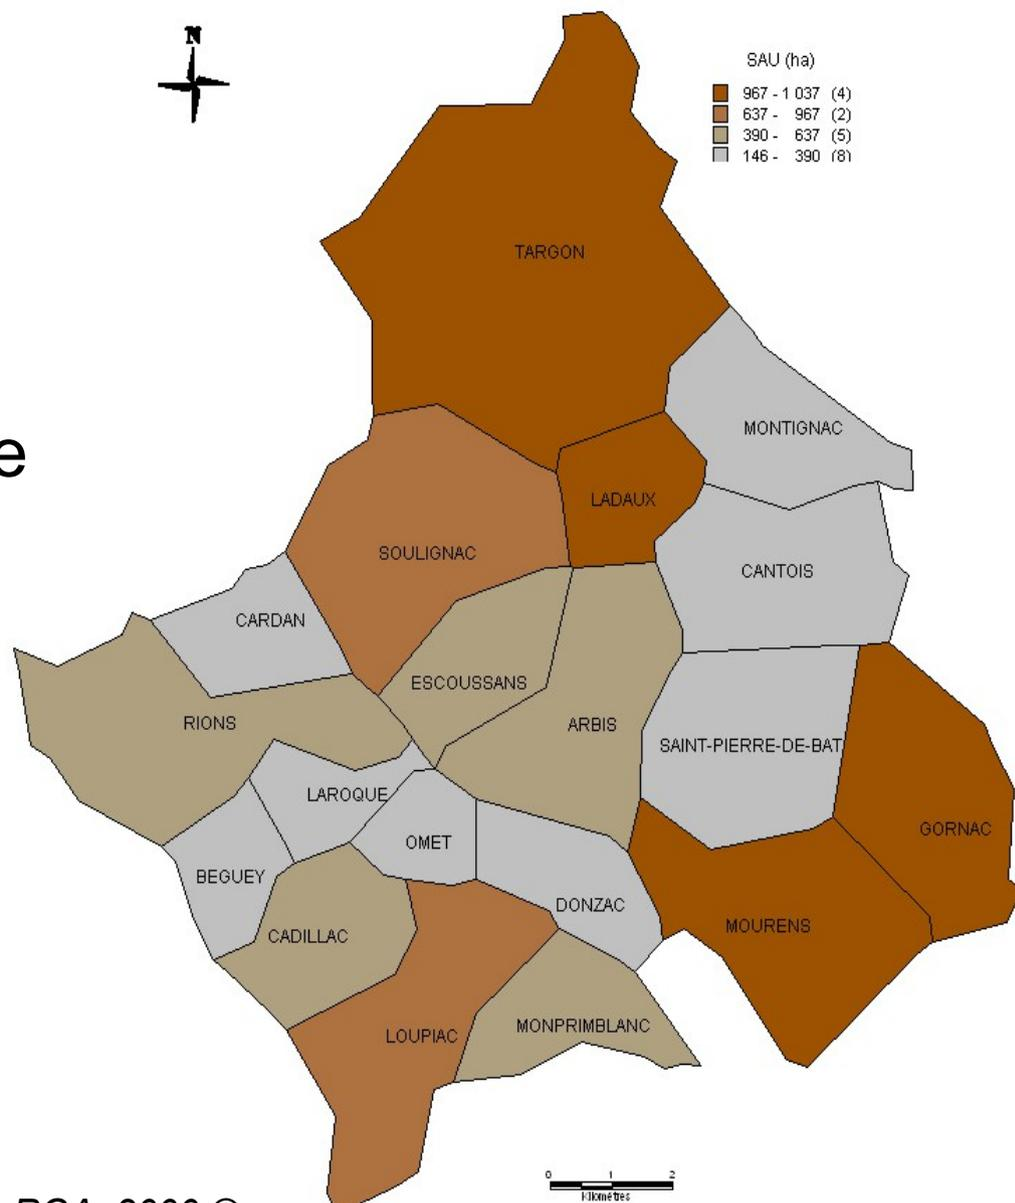 N
SAU (ha)
967 - 1 037 (4)
637 - 967 (2)
390 - 637 (5)
146 - 390 (8)
TARGON
MONTIGNAC
e
LADAUX
SOULIGNAC
CANTOIS
CARDAN
ESCOUSSANS
RIONS
ARBIS
SAINT-PIERRE-DE-BAT
LAROQUE
GORNAC
OMET
BEGUEY
DONZAC
MOURENS
CADILLAC
MONPRIMBLANC
LOUPIAC
0 1 2
Kilomètres